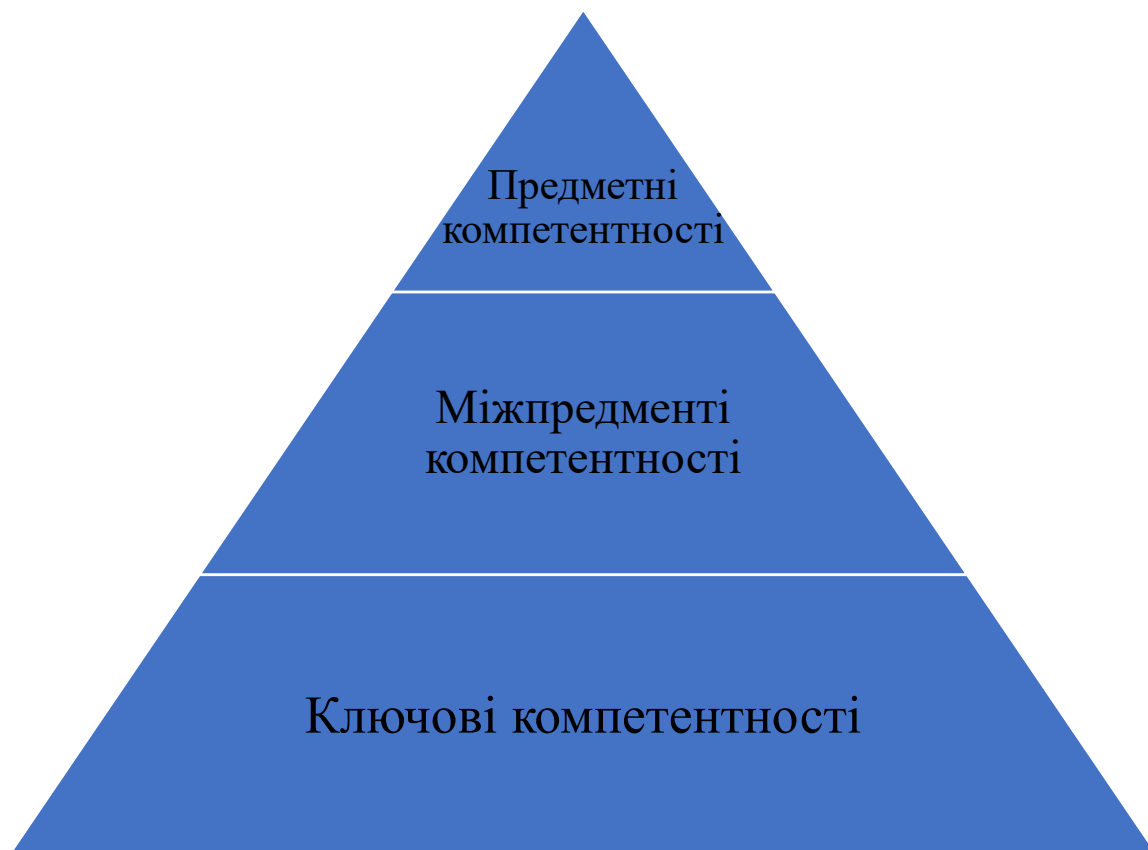 Предметні
компетентності
Міжпредменті
компетентності
Ключові компетентності